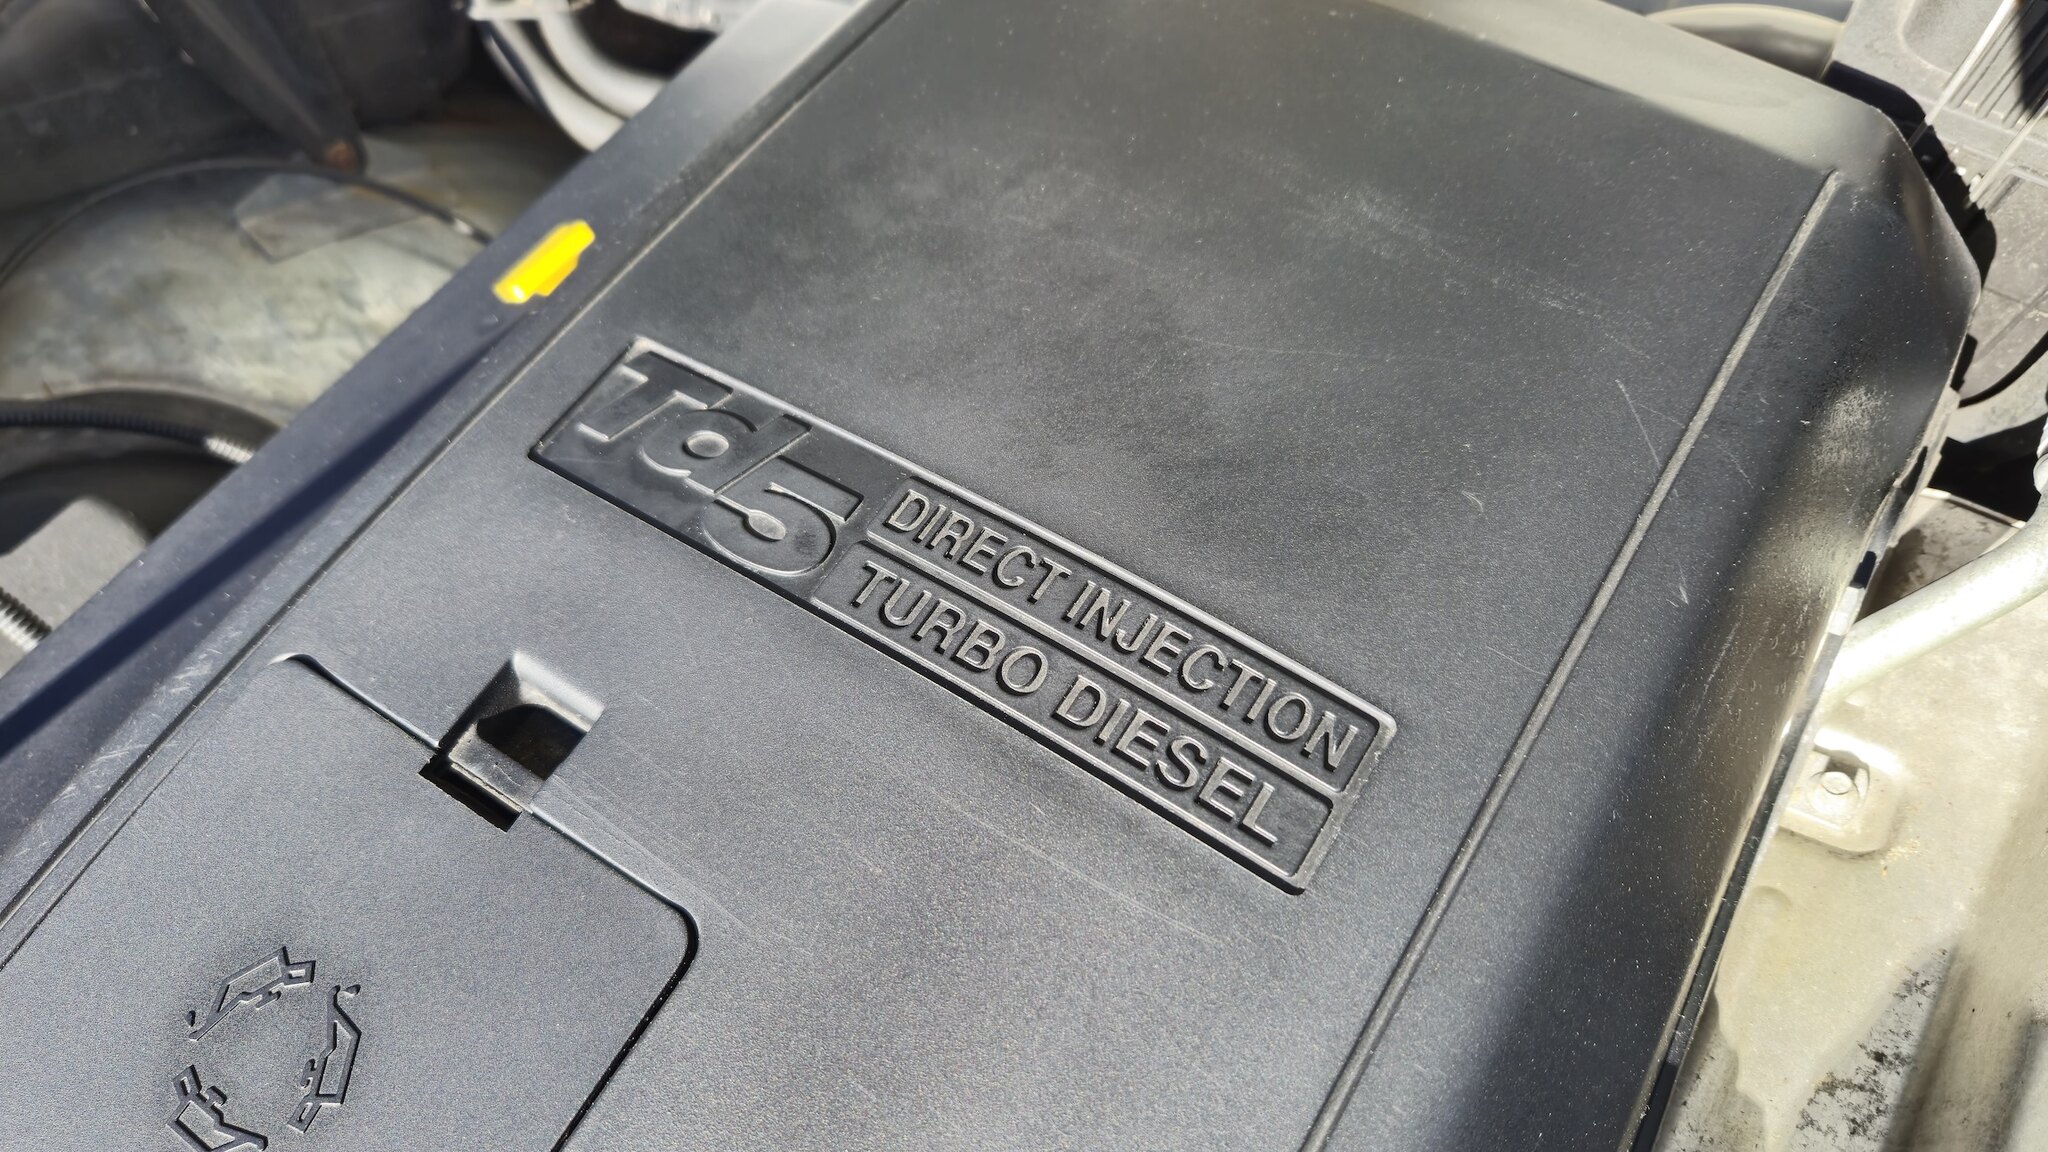 Td5
DIRECT INJECTION
TURBO DIESEL